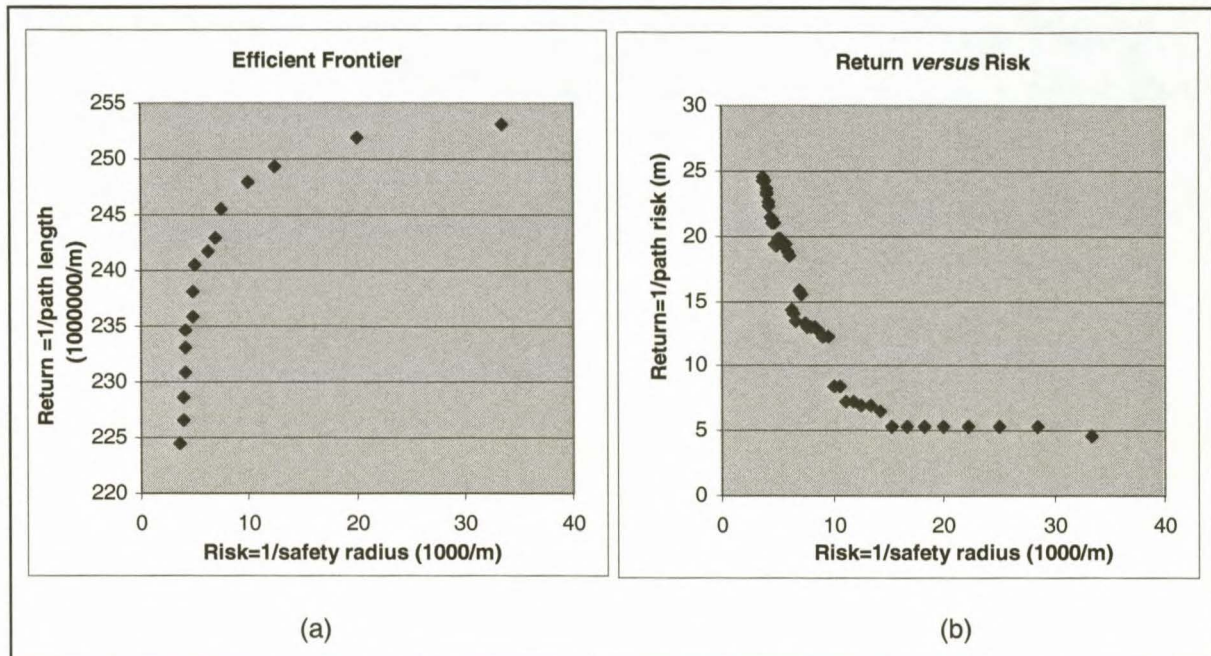 Efficient Frontier
255
250
245
240
235
230
225
220
Return =1/path length
(1000000/m)
0 10 20 30 40
Risk=1/safety radius (1000/m)
(a)
Return versus Risk
30
25
20
15
10
5
0
Return=1/path risk (m)
0 10 20 30 40
Risk=1/safety radius (1000/m)
(b)